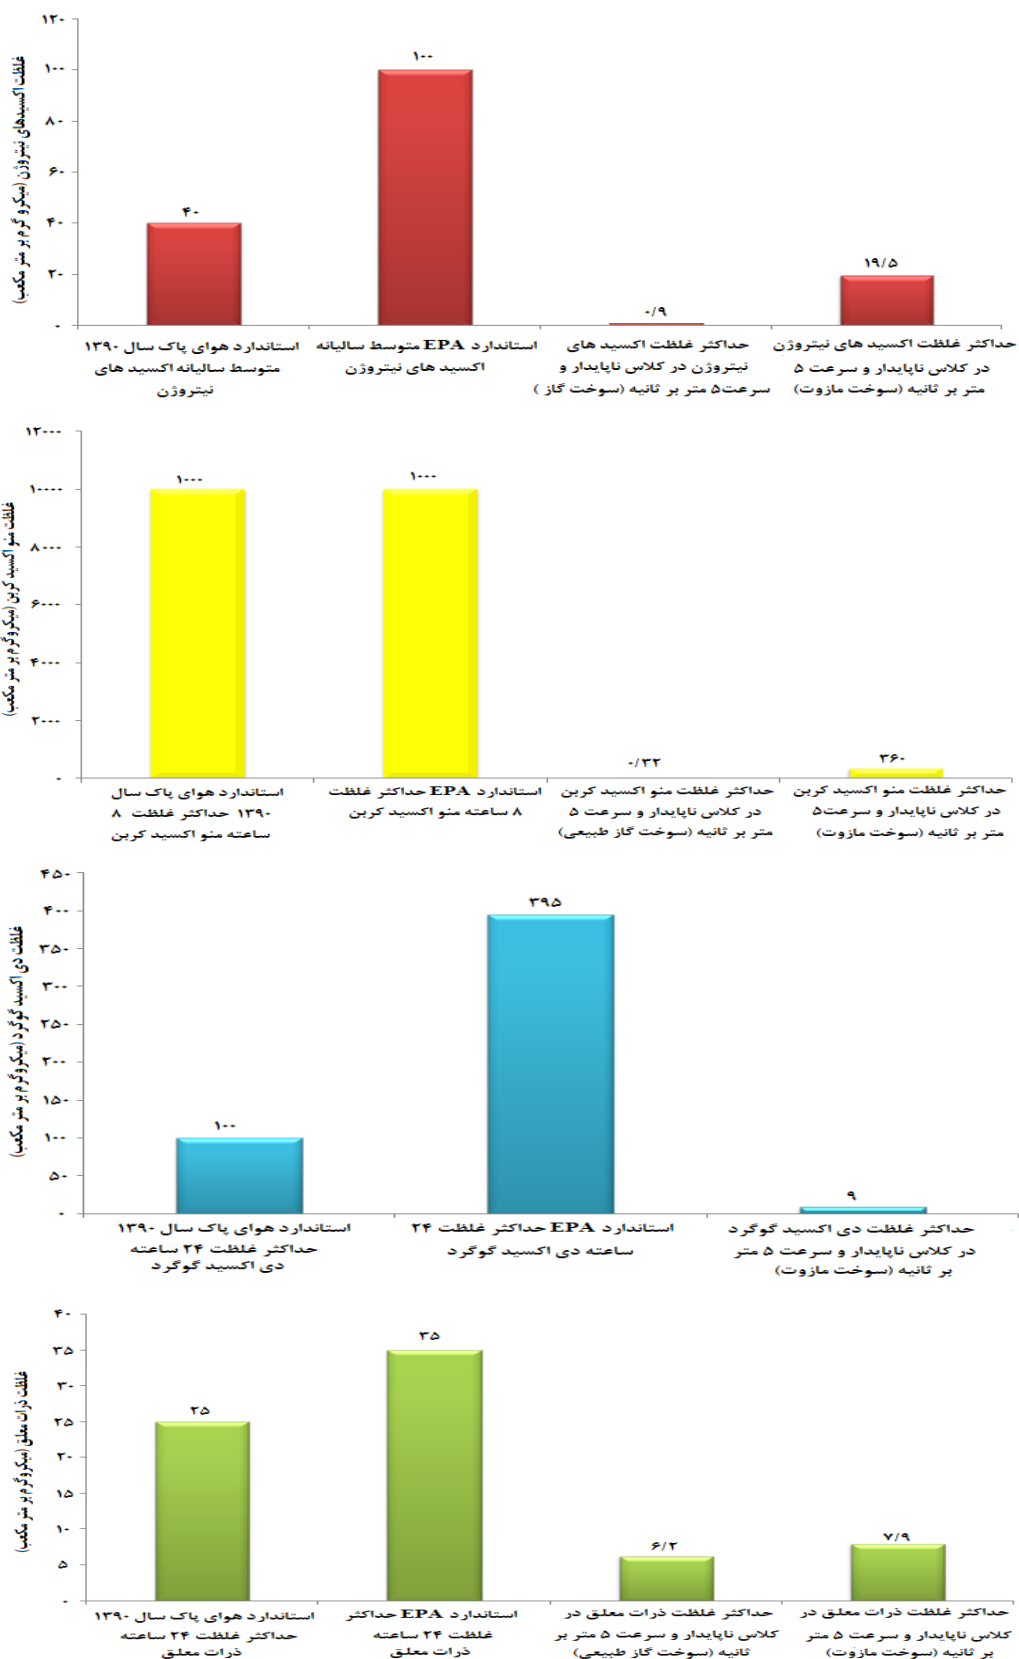 غلظت اکسیدهای نیتروژن (میکرو گرم بر متر مکعب)
۱۲۰
۱۰۰
۸۰
۶۰
۴۰
۲۰
۰
۴۰
۱۰۰
۰/۹
۱۹/۵
استاندارد هوای پاک سال ۱۳۹۰
متوسط سالیانه اکسید های
نیتروژن
استاندارد EPA متوسط سالیانه
اکسید های نیتروژن
حداکثر غلظت اکسید های
نیتروژن در کلاس ناپایدار و
سرعت۵ متر بر ثانیه (سوخت گاز )
حداکثر غلظت اکسید های نیتروژن
در کلاس ناپایدار و سرعت ۵
متر بر ثانیه (سوخت مازوت)
غلظت منو اکسید کربن (میکروگرم بر متر مکعب)
۱۲۰۰۰
۱۰۰۰۰
۸۰۰۰
۶۰۰۰
۴۰۰۰
۲۰۰۰
۰
۱۰۰۰
۱۰۰۰
۰/۳۲
۳۶۰
استاندارد هوای پاک سال
۱۳۹۰ حداکثر غلظت ۸
ساعته منو اکسید کربن
استاندارد EPA حداکثر غلظت
۸ ساعته منو اکسید کربن
حداکثر غلظت منو اکسید کربن
در کلاس ناپایدار و سرعت ۵
متر بر ثانیه (سوخت گاز طبیعی)
حداکثر غلظت منو اکسید کربن
در کلاس ناپایدار و سرعت۵
متر بر ثانیه (سوخت مازوت)
غلظت دی اکسید گوگرد (میکروگرم بر متر مکعب)
۴۵۰
۴۰۰
۳۵۰
۳۰۰
۲۵۰
۲۰۰
۱۵۰
۱۰۰
۵۰
۰
۱۰۰
۳۹۵
۹
استاندارد هوای پاک سال ۱۳۹۰
حداکثر غلظت ۲۴ ساعته
دی اکسید گوگرد
استاندارد EPA حداکثر غلظت ۲۴
ساعته دی اکسید گوگرد
حداکثر غلظت دی اکسید گوگرد
در کلاس ناپایدار و سرعت ۵ متر
بر ثانیه (سوخت مازوت)
غلظت ذرات معلق (میکروگرم بر متر مکعب)
۴۰
۳۵
۳۰
۲۵
۲۰
۱۵
۱۰
۵
۰
۲۵
۳۵
۶/۲
۷/۹
استاندارد هوای پاک سال ۱۳۹۰
حداکثر غلظت ۲۴ ساعته
ذرات معلق
استاندارد EPA حداکثر
غلظت ۲۴ ساعته
ذرات معلق
حداکثر غلظت ذرات معلق در
کلاس ناپایدار و سرعت ۵ متر بر
ثانیه (سوخت گاز طبیعی)
حداکثر غلظت ذرات معلق در
کلاس ناپایدار و سرعت ۵ متر
بر ثانیه (سوخت مازوت)